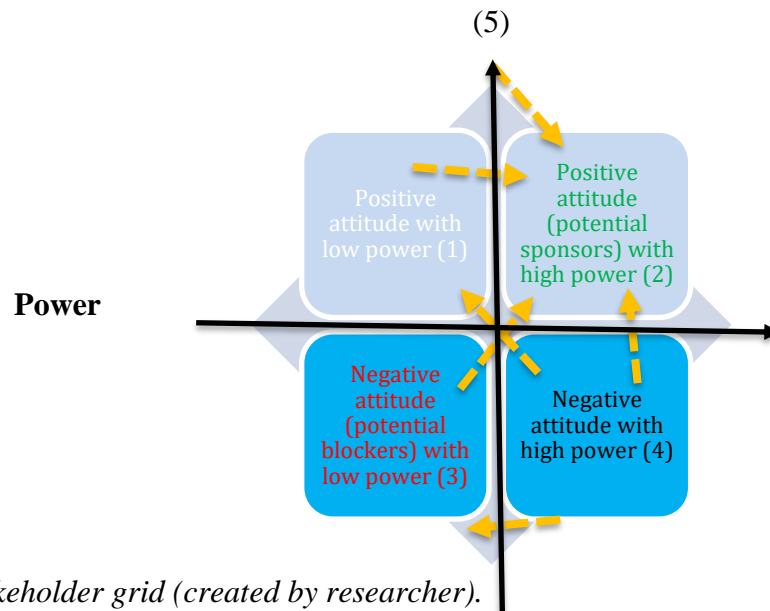 (5)
Positive
attitude with
low power (1)
Positive
attitude
(potential
sponsors) with
high power (2)
Power
Negative
attitude
(potential
blockers) with
low power (3)
Negative
attitude with
high power (4)
keholder grid (created by researcher).